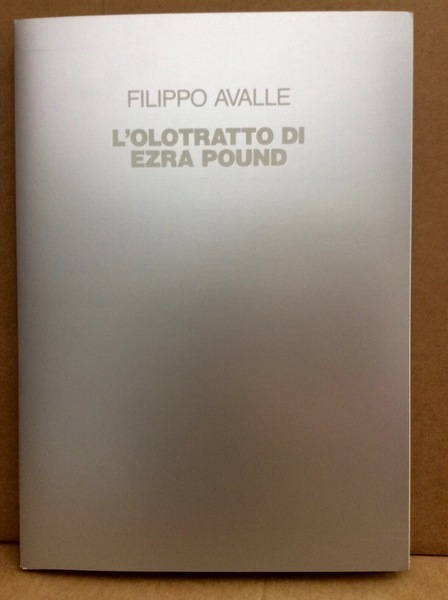 FILIPPO AVALLE
L'OLOTRATTO DI
EZRA POUND